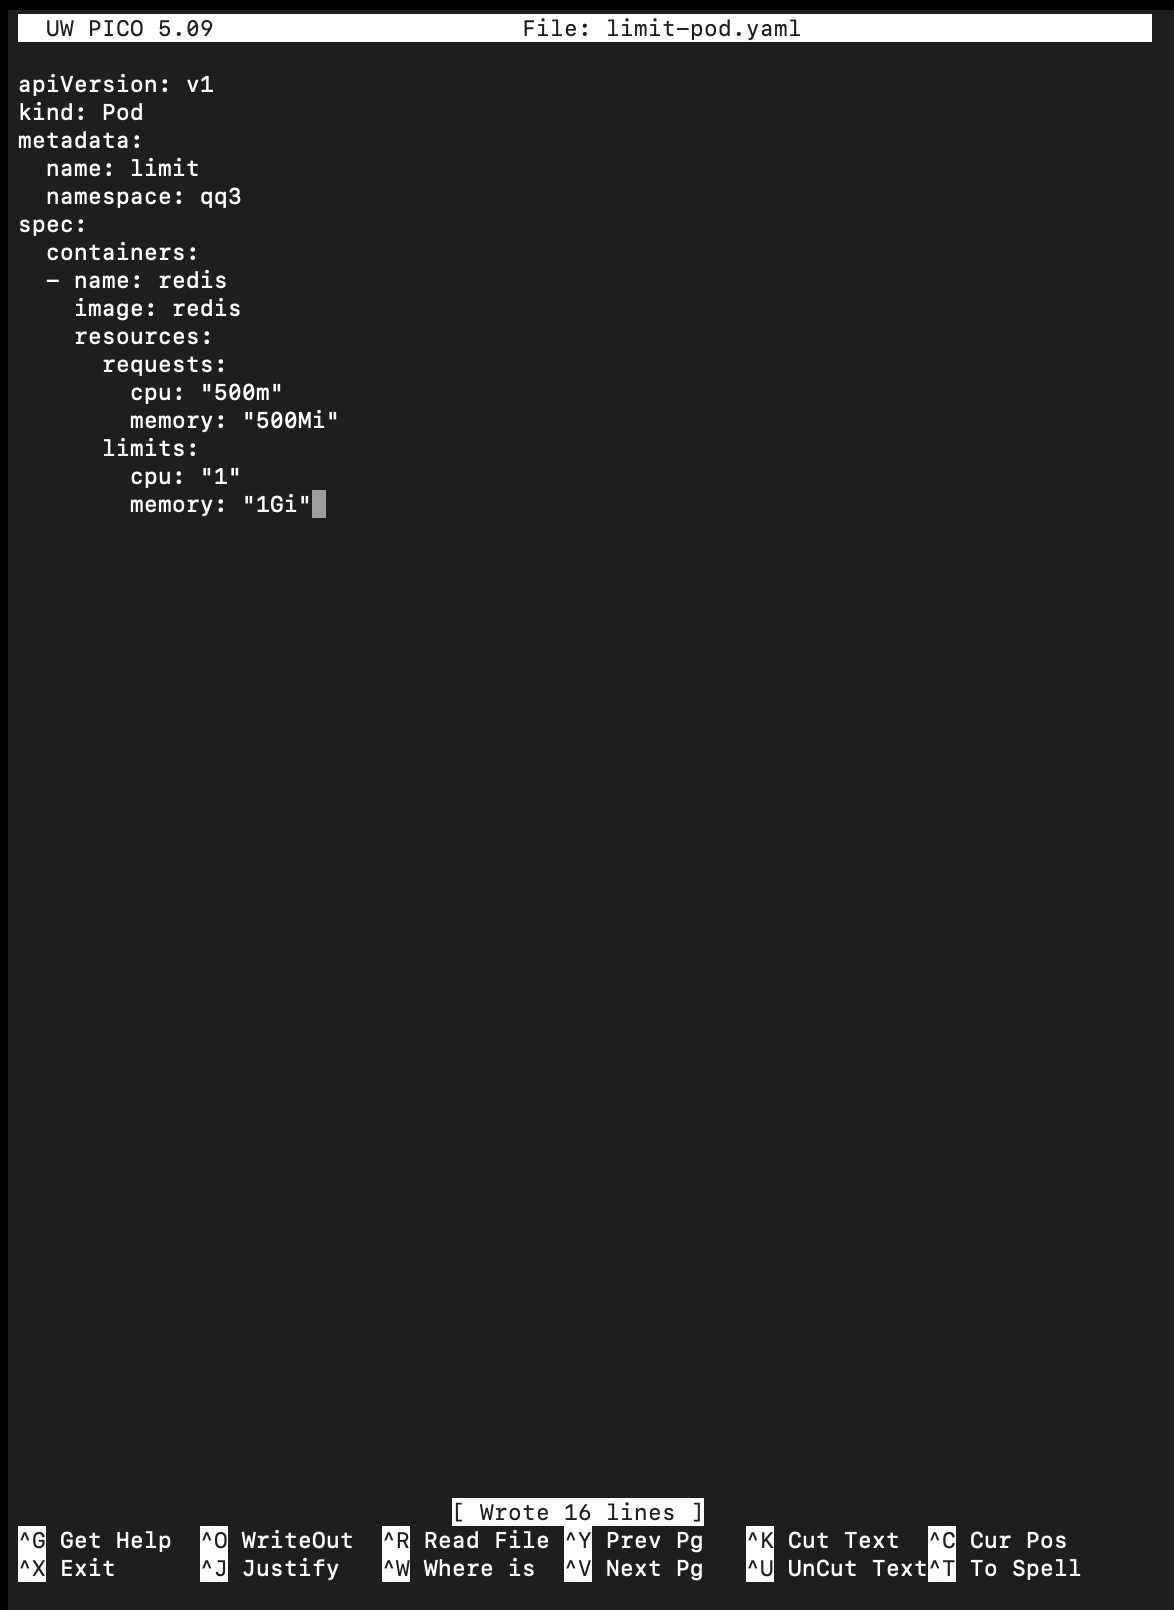 UW PICO 5.09 File: limit-pod.yaml
apiVersion: v1
kind: Pod
metadata:
  name: limit
  namespace: qq3
spec:
  containers:
  - name: redis
    image: redis
    resources:
      requests:
        cpu: "500m"
        memory: "500Mi"
      limits:
        cpu: "1"
        memory: "1Gi"
[ Wrote 16 lines ]
^G Get Help ^O WriteOut ^R Read File ^Y Prev Pg ^K Cut Text ^C Cur Pos
^X Exit ^J Justify ^W Where is ^V Next Pg ^U UnCut Text ^T To Spell